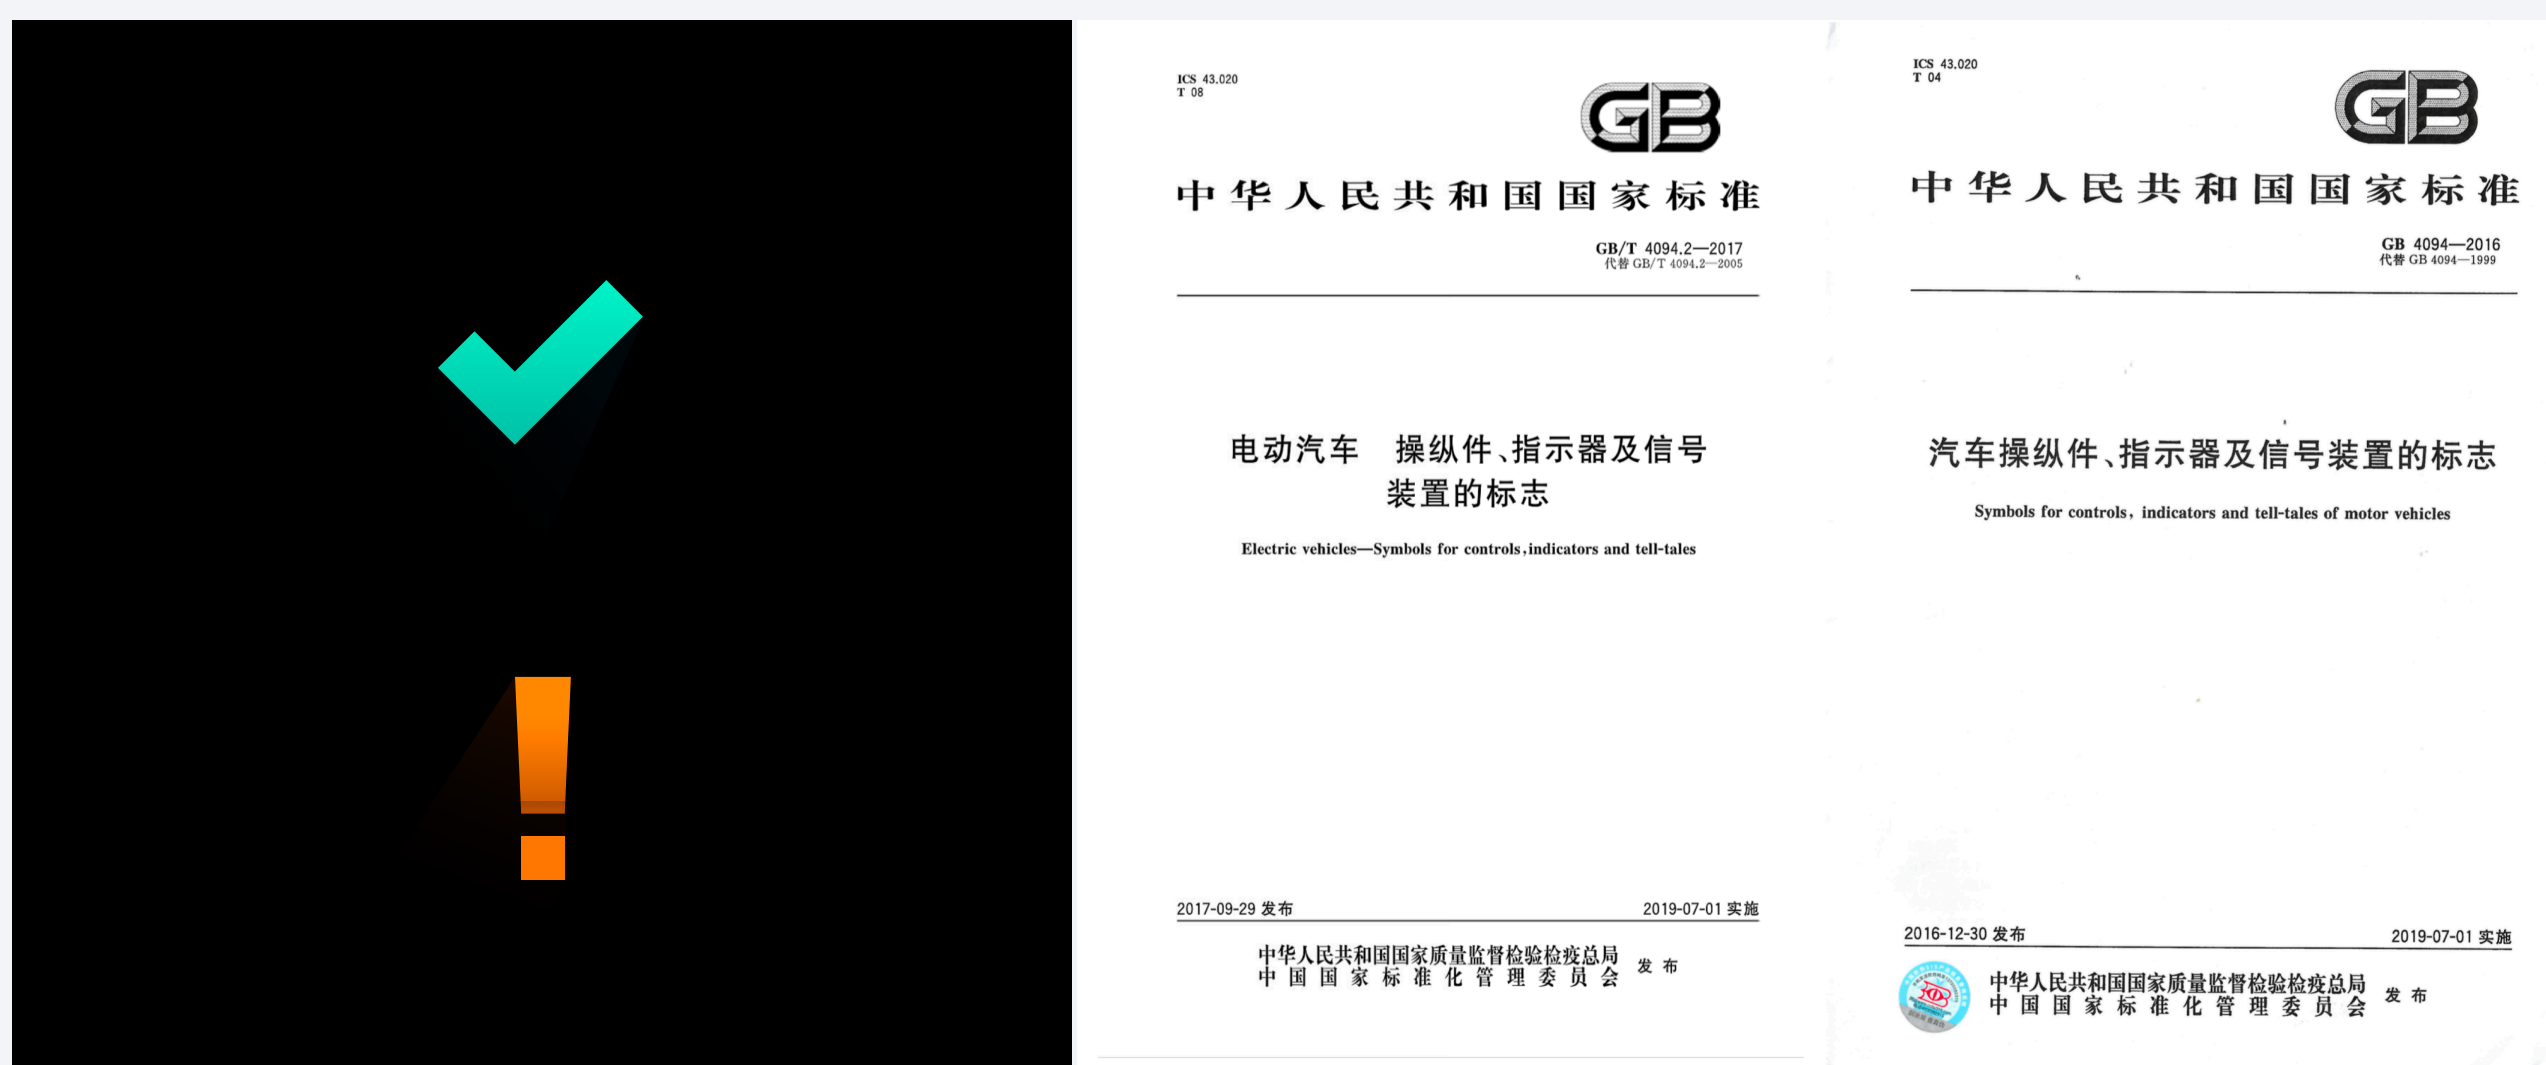 ICS 43.020
T 08
GB
中华人民共和国国家标准
GB/T 4094.2—2017
代替 GB/T 4094.2—2005
电动汽车 操纵件、指示器及信号
装置的标志
Electric vehicles—Symbols for controls,indicators and tell-tales
2017-09-29 发布
2019-07-01 实施
中华人民共和国国家质量监督检验检疫总局
中国国家标准化管理委员会
发布
ICS 43.020
T 04
GB
中华人民共和国国家标准
GB 4094—2016
代替 GB 4094—1999
汽车操纵件、指示器及信号装置的标志
Symbols for controls, indicators and tell-tales of motor vehicles
2016-12-30 发布
2019-07-01 实施
中华人民共和国国家质量监督检验检疫总局
中国国家标准化管理委员会
发布